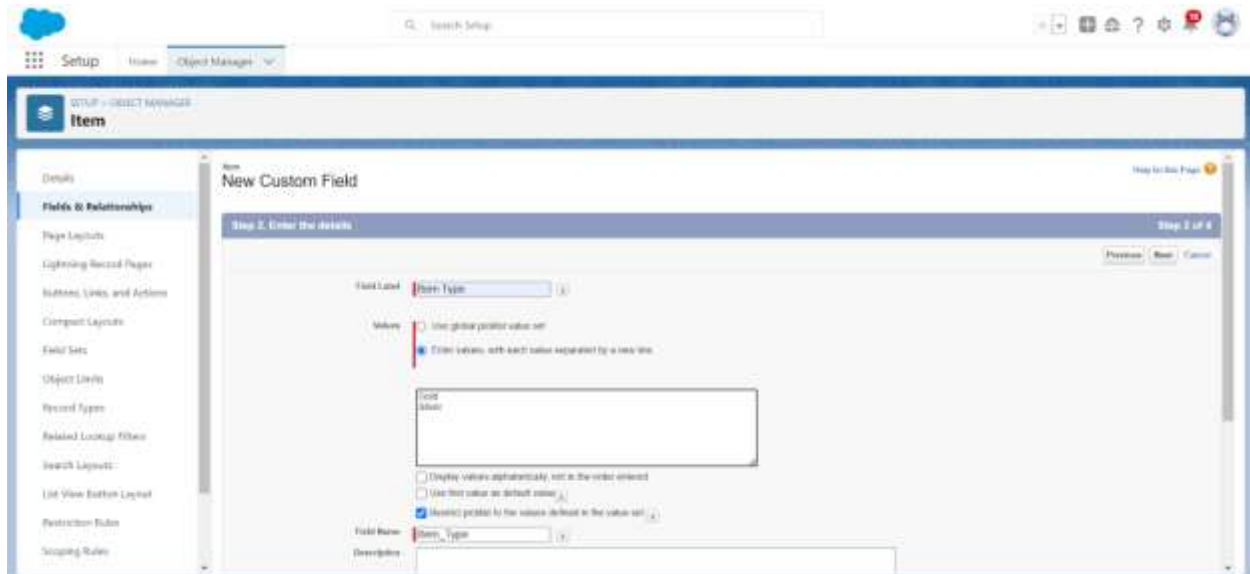 Search Setup
Setup
Home
Object Manager
SETUP > OBJECT MANAGER
Item
Details
Fields & Relationships
Page Layouts
Lightning Record Pages
Buttons, Links, and Actions
Compact Layouts
Field Sets
Object Limits
Record Types
Related Lookup Filters
Search Layouts
List View Button Layout
Restriction Rules
Scoping Rules
Item
New Custom Field
Help for this Page
Step 2. Enter the details
Step 2 of 4
Previous Next Cancel
Field Label Item Type
Values Use global picklist value set
Enter values, with each value separated by a new line
Gold
Display values alphabetically, not in the order entered
Use first value as default value
Restrict picklist to the values defined in the value set
Field Name Item_Type
Description